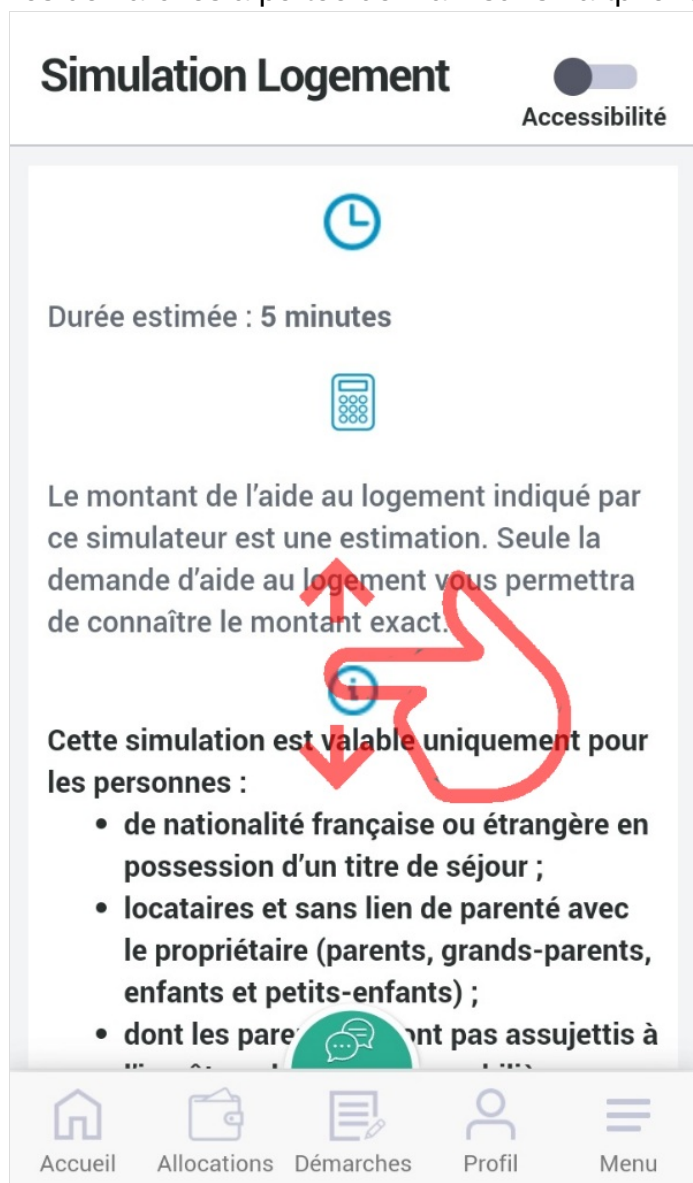 Simulation Logement
Accessibilité
Durée estimée : 5 minutes
Le montant de l'aide au logement indiqué par
ce simulateur est une estimation. Seule la
demande d'aide au logement vous permettra
de connaître le montant exact.
Cette simulation est valable uniquement pour
les personnes :
• de nationalité française ou étrangère en
possession d'un titre de séjour ;
• locataires et sans lien de parenté avec
le propriétaire (parents, grands-parents,
enfants et petits-enfants) ;
• dont les pas assujettis à
Accueil Allocations Démarches Profil Menu